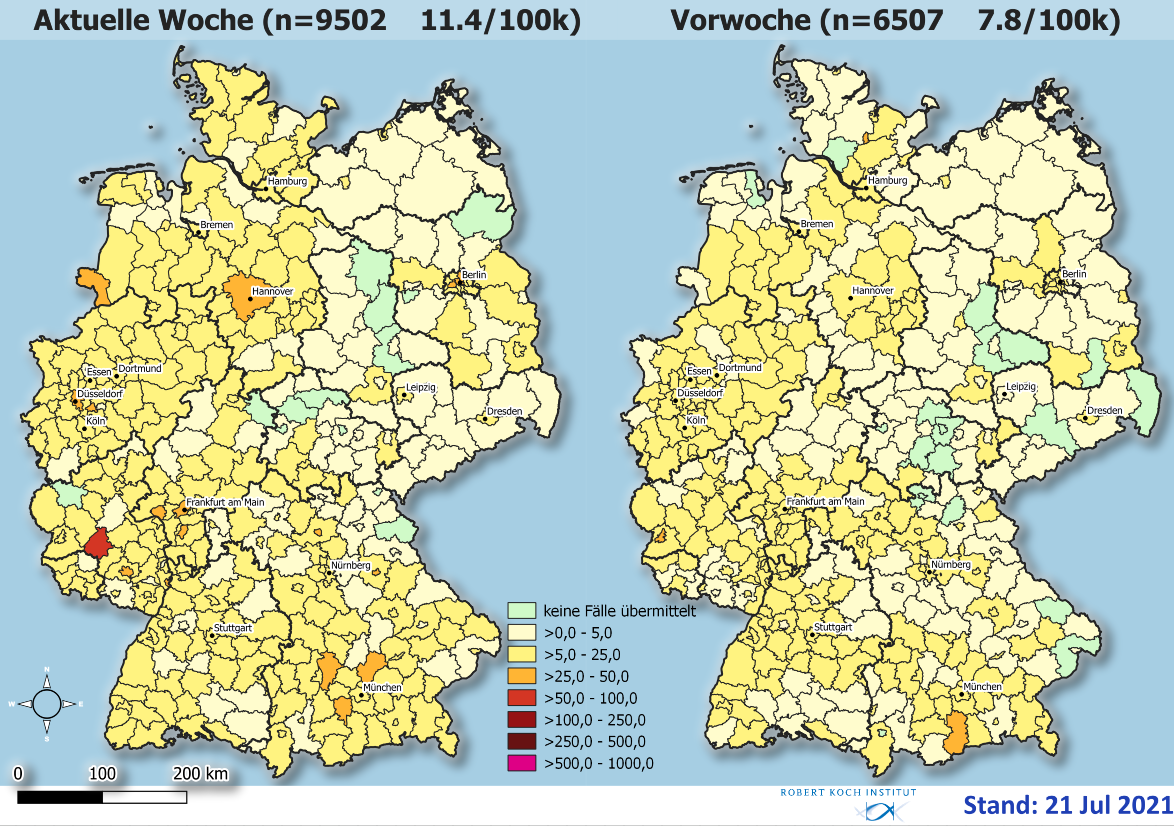 Aktuelle Woche (n=9502 11.4/100k)
Vorwoche (n=6507 7.8/100k)
Hamburg
Bremen
Berlin
Hannover
Essen
Dortmund
Düsseldorf
Köln
Leipzig
Dresden
Frankfurt am Main
Nürnberg
Stuttgart
München
Hamburg
Bremen
Berlin
Hannover
Essen
Dortmund
Düsseldorf
Köln
Leipzig
Dresden
Frankfurt am Main
Nürnberg
Stuttgart
München
keine Fälle übermittelt
>0,0 - 5,0
>5,0 - 25,0
>25,0 - 50,0
>50,0 - 100,0
>100,0 - 250,0
>250,0 - 500,0
>500,0 - 1000,0
N
W E
S
0 100 200 km
ROBERT KOCH INSTITUT
Stand: 21 Jul 2021